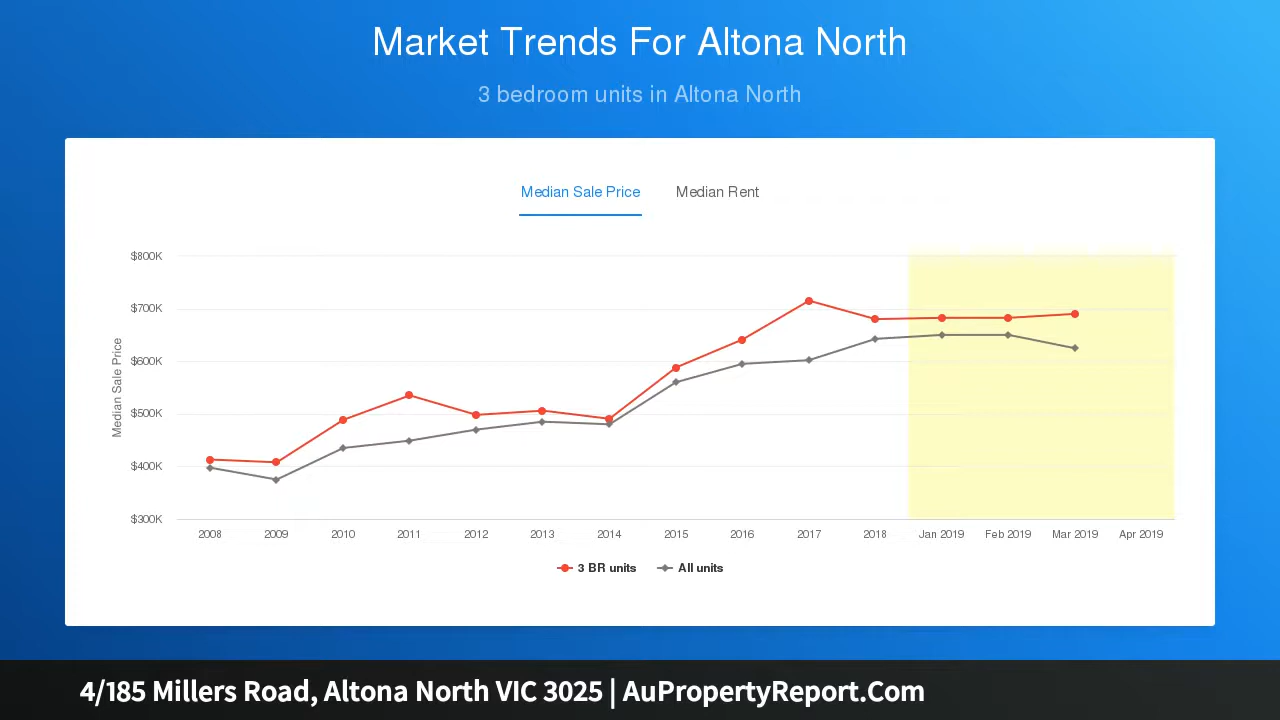 Market Trends For Altona North
3 bedroom units in Altona North
Median Sale Price Median Rent
$800K
$700K
$600K
$500K
$400K
$300K
Median Sale Price
2008 2009 2010 2011 2012 2013 2014 2015 2016 2017 2018 Jan 2019 Feb 2019 Mar 2019 Apr 2019
3 BR units All units
4/185 Millers Road, Altona North VIC 3025 | AuPropertyReport.Com